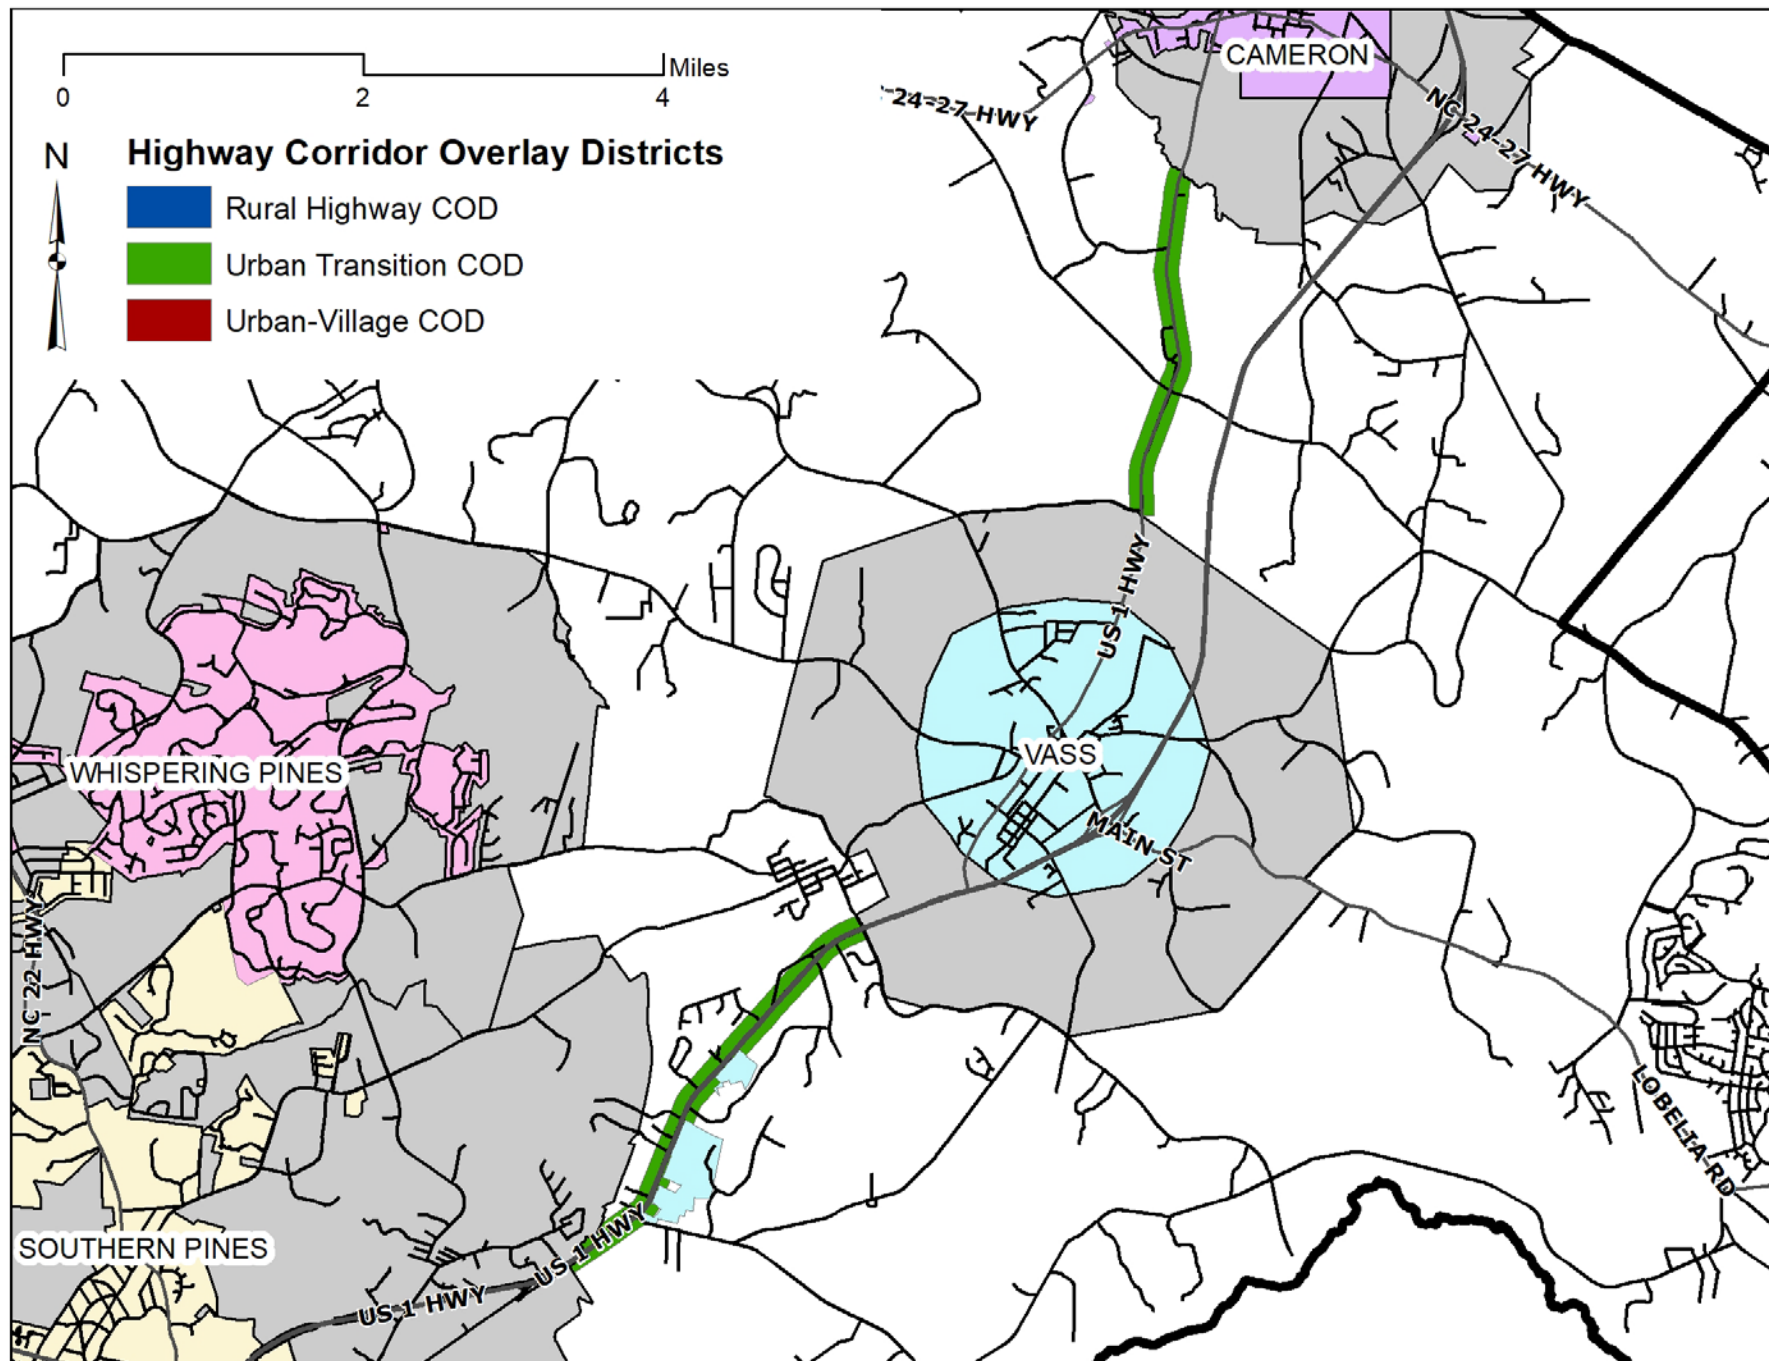 Miles
0 2 4
N
Highway Corridor Overlay Districts
Rural Highway COD
Urban Transition COD
Urban-Village COD
CAMERON
24-27 HWY
NC 24-27 HWY
US 1 HWY
VASS
MAIN ST
WHISPERING PINES
NC 22 HWY
LOBELIA RD
SOUTHERN PINES
US 1 HWY
US 1 HWY